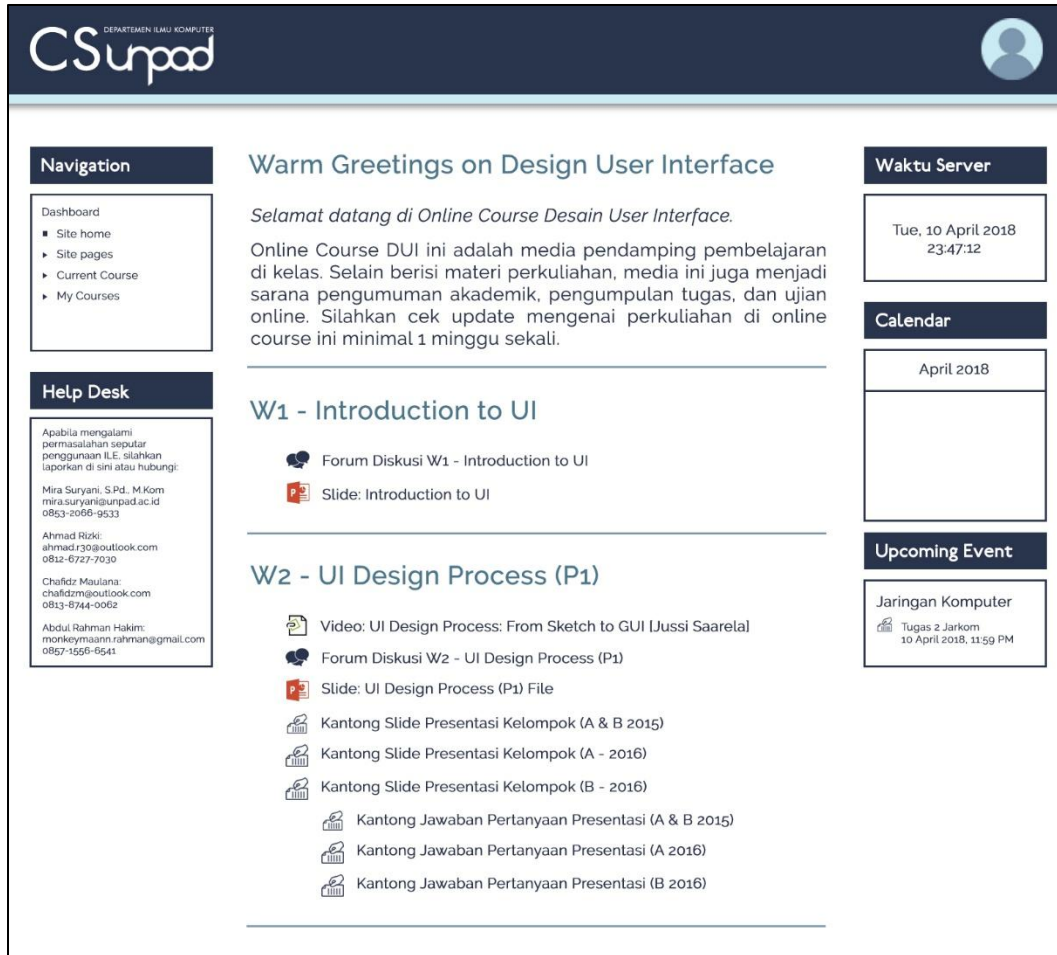 DEPARTEMEN ILMU KOMPUTER
CSunpad
Navigation
Dashboard
Site home
Site pages
Current Course
My Courses
Help Desk
Apabila mengalami
permasalahan seputar
penggunaan ILE, silahkan
laporkan di sini atau hubungi:
Mira Suryani, S.Pd., M.Kom
mira.suryani@unpad.ac.id
0853-2066-9533
Ahmad Rizki:
ahmad.r30@outlook.com
0812-6727-7030
Chafidz Maulana:
chafidzm@outlook.com
0813-8744-0062
Abdul Rahman Hakim:
monkeymaann.rahman@gmail.com
0857-1556-6541
Warm Greetings on Design User Interface
Selamat datang di Online Course Desain User Interface.
Online Course DUI ini adalah media pendamping pembelajaran
di kelas. Selain berisi materi perkuliahan, media ini juga menjadi
sarana pengumuman akademik, pengumpulan tugas, dan ujian
online. Silahkan cek update mengenai perkuliahan di online
course ini minimal 1 minggu sekali.
W1 - Introduction to UI
Forum Diskusi W1 - Introduction to UI
Slide: Introduction to UI
W2 - UI Design Process (P1)
Video: UI Design Process: From Sketch to GUI [Jussi Saarela]
Forum Diskusi W2 - UI Design Process (P1)
Slide: UI Design Process (P1) File
Kantong Slide Presentasi Kelompok (A & B 2015)
Kantong Slide Presentasi Kelompok (A - 2016)
Kantong Slide Presentasi Kelompok (B - 2016)
Kantong Jawaban Pertanyaan Presentasi (A & B 2015)
Kantong Jawaban Pertanyaan Presentasi (A 2016)
Kantong Jawaban Pertanyaan Presentasi (B 2016)
Waktu Server
Tue, 10 April 2018
23:47:12
Calendar
April 2018
Upcoming Event
Jaringan Komputer
Tugas 2 Jarkom
10 April 2018, 11:59 PM